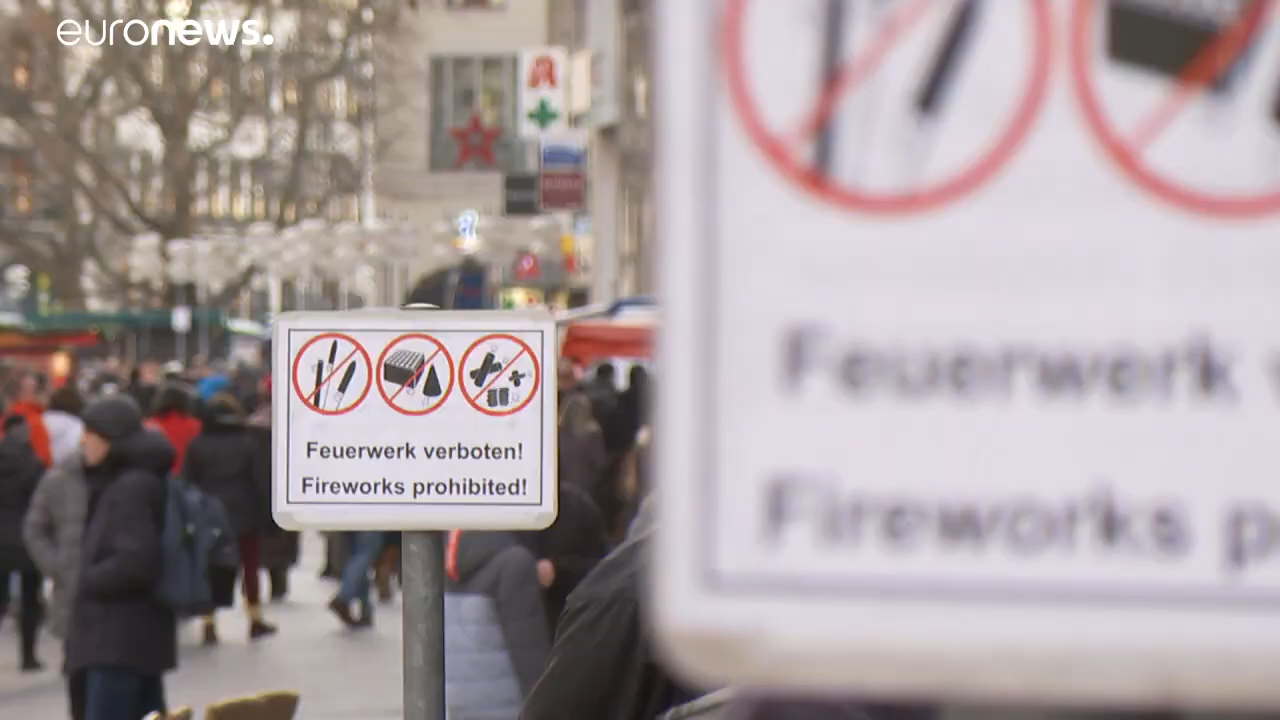 euronews.
Feuerwerk verboten!
Fireworks prohibited!
Feuerwerk
Fireworks p